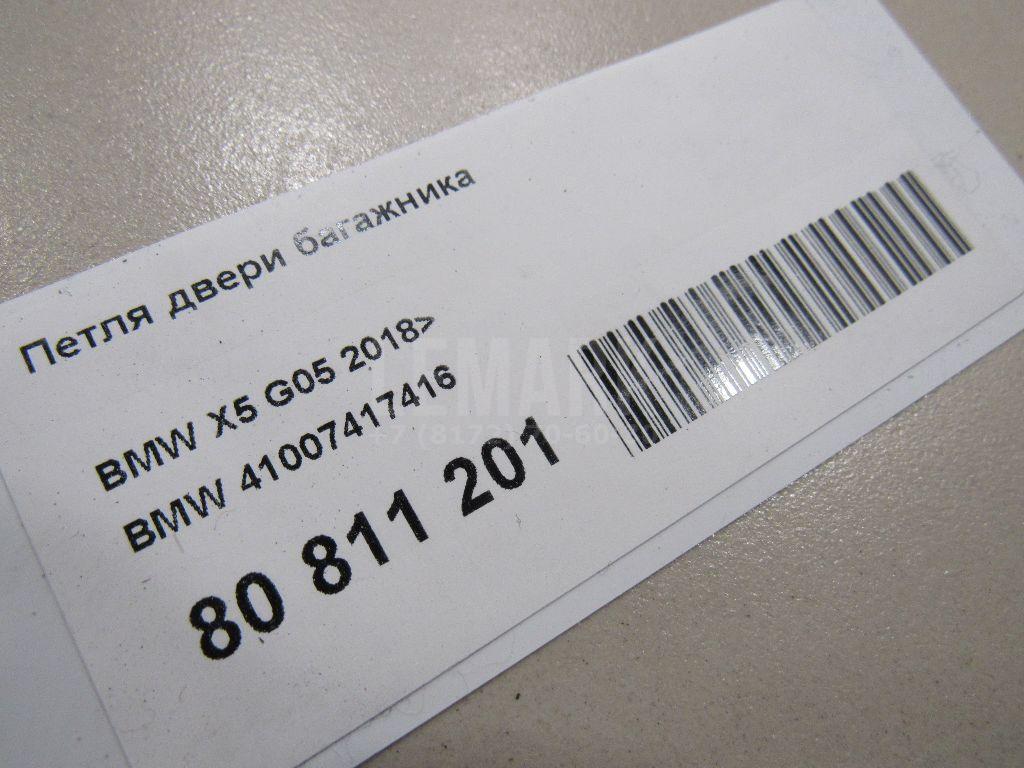 Петля двери багажника
BMW X5 G05 2018>
BMW 41007417416
80 811 201